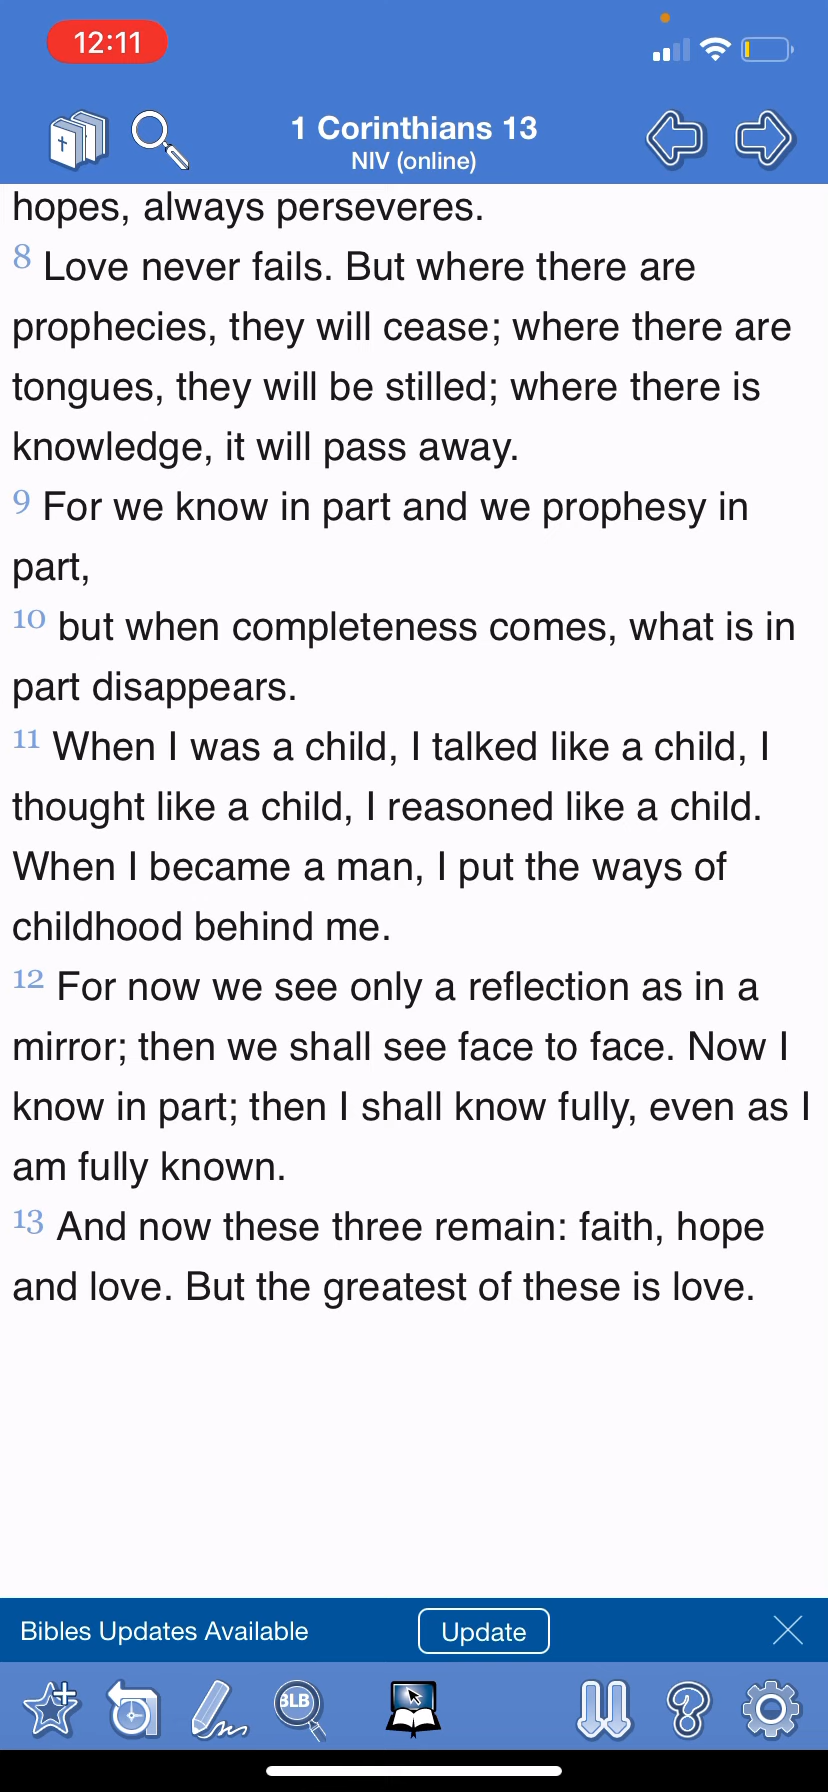 12:11
1 Corinthians 13
NIV (online)
hopes, always perseveres.
8 Love never fails. But where there are
prophecies, they will cease; where there are
tongues, they will be stilled; where there is
knowledge, it will pass away.
9 For we know in part and we prophesy in
part,
10 but when completeness comes, what is in
part disappears.
11 When I was a child, I talked like a child, I
thought like a child, I reasoned like a child.
When I became a man, I put the ways of
childhood behind me.
12 For now we see only a reflection as in a
mirror; then we shall see face to face. Now I
know in part; then I shall know fully, even as I
am fully known.
13 And now these three remain: faith, hope
and love. But the greatest of these is love.
Bibles Updates Available
Update
BLB